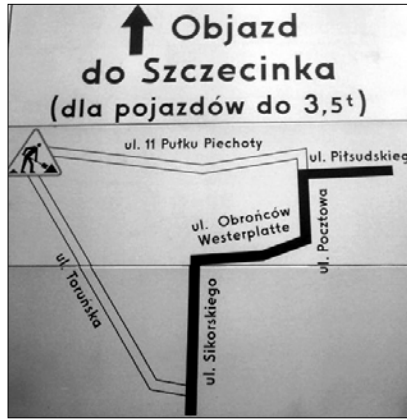 Objazd
do Szczecinka
(dla pojazdów do 3,5t)
ul. 11 Pułku Piechoty
ul. Piłsudskieg
ul. Obrońców
Westerplatte
ul. Pocztowa
ul. Toruńska
ul. Sikorskiego